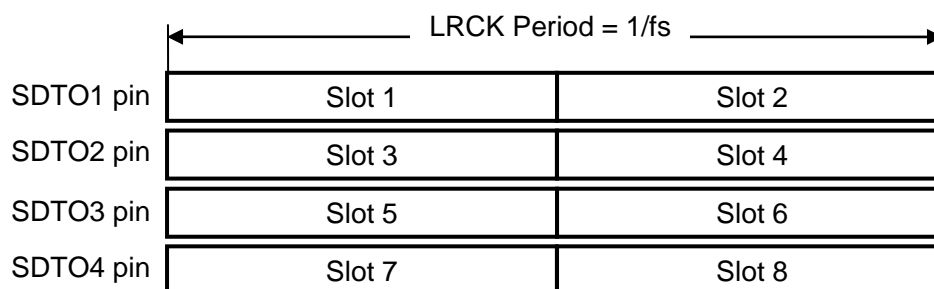 LRCK Period = 1/fs
SDTO1 pin Slot 1 Slot 2
SDTO2 pin Slot 3 Slot 4
SDTO3 pin Slot 5 Slot 6
SDTO4 pin Slot 7 Slot 8